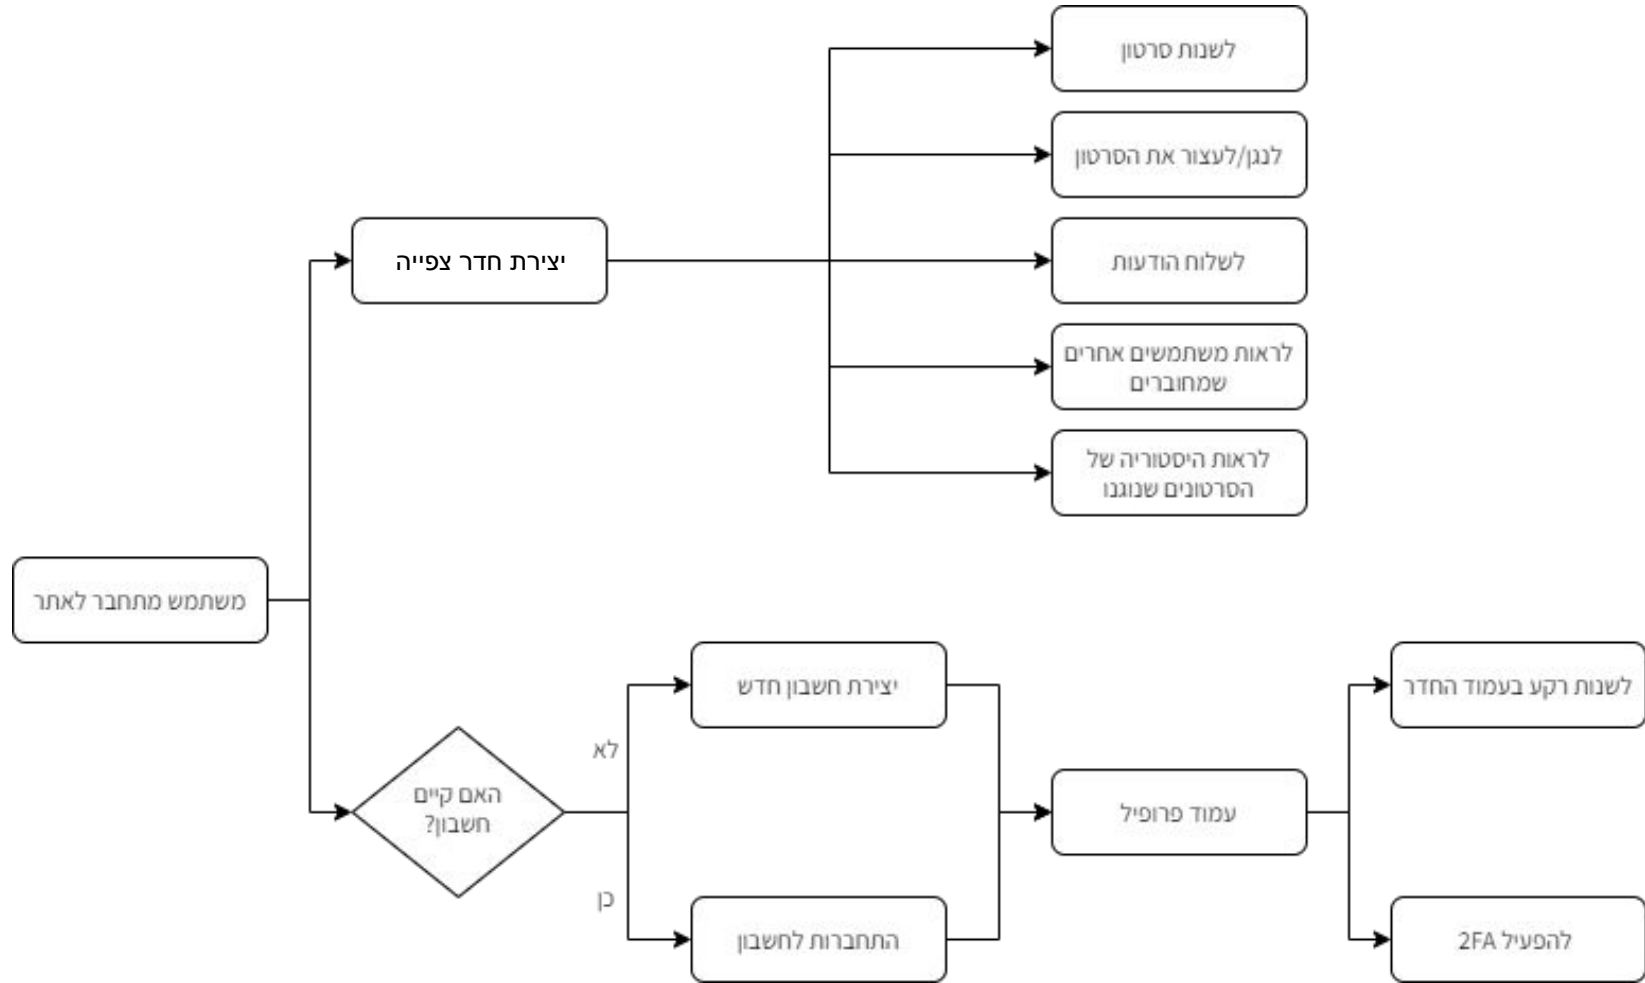 לשנות סרטון
לנגן/לעצור את הסרטון
יצירת חדר צפייה
לשלוח הודעות
לראות משתמשים אחרים
שמחוברים
לראות היסטוריה של
הסרטונים שנוגנו
משתמש מתחבר לאתר
האם קיים
חשבון?
לא
כן
יצירת חשבון חדש
התחברות לחשבון
עמוד פרופיל
לשנות רקע בעמוד החדר
להפעיל 2FA